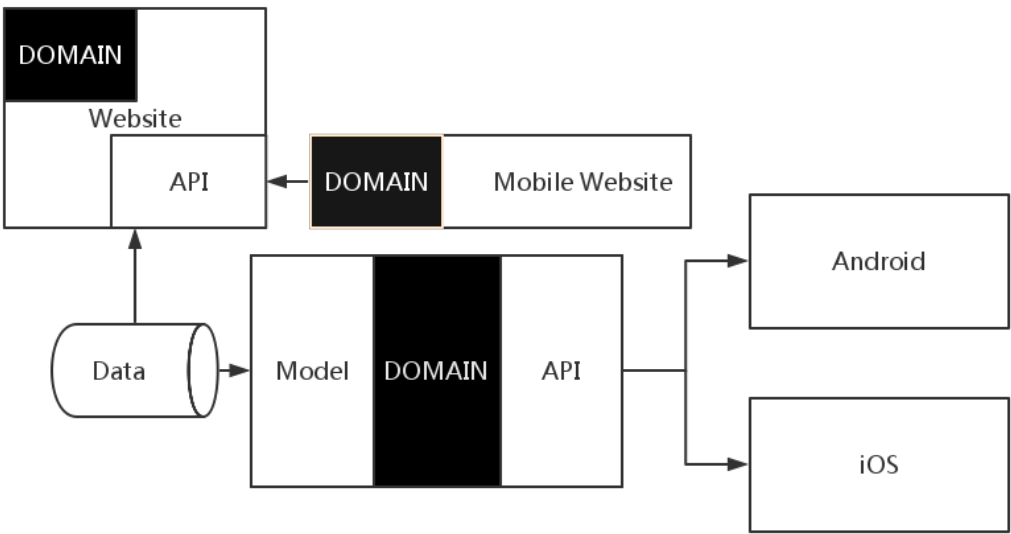 DOMAIN
Website
API
DOMAIN
Mobile Website
Android
Data
Model
DOMAIN
API
iOS